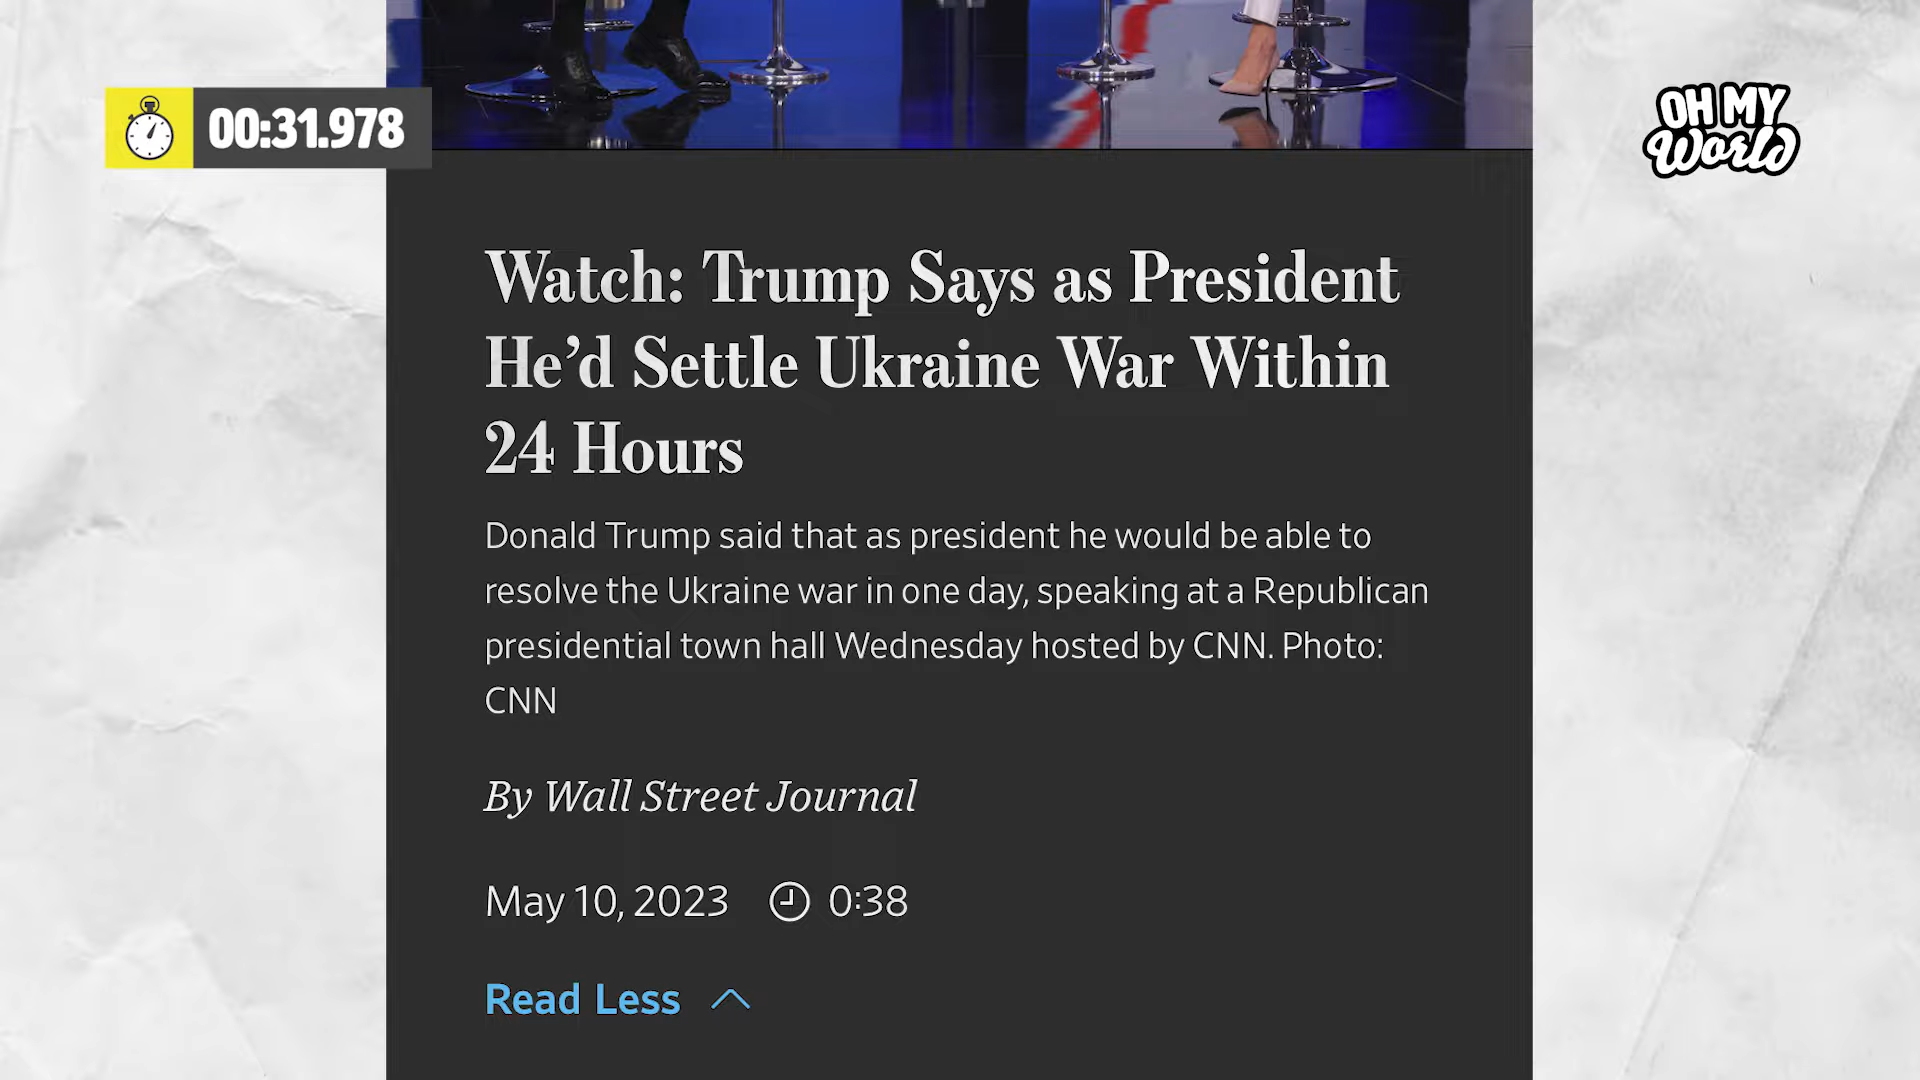 00:31.978
OH MY
World
Watch: Trump Says as President
He’d Settle Ukraine War Within
24 Hours
Donald Trump said that as president he would be able to
resolve the Ukraine war in one day, speaking at a Republican
presidential town hall Wednesday hosted by CNN. Photo:
CNN
By Wall Street Journal
May 10, 2023 0:38
Read Less